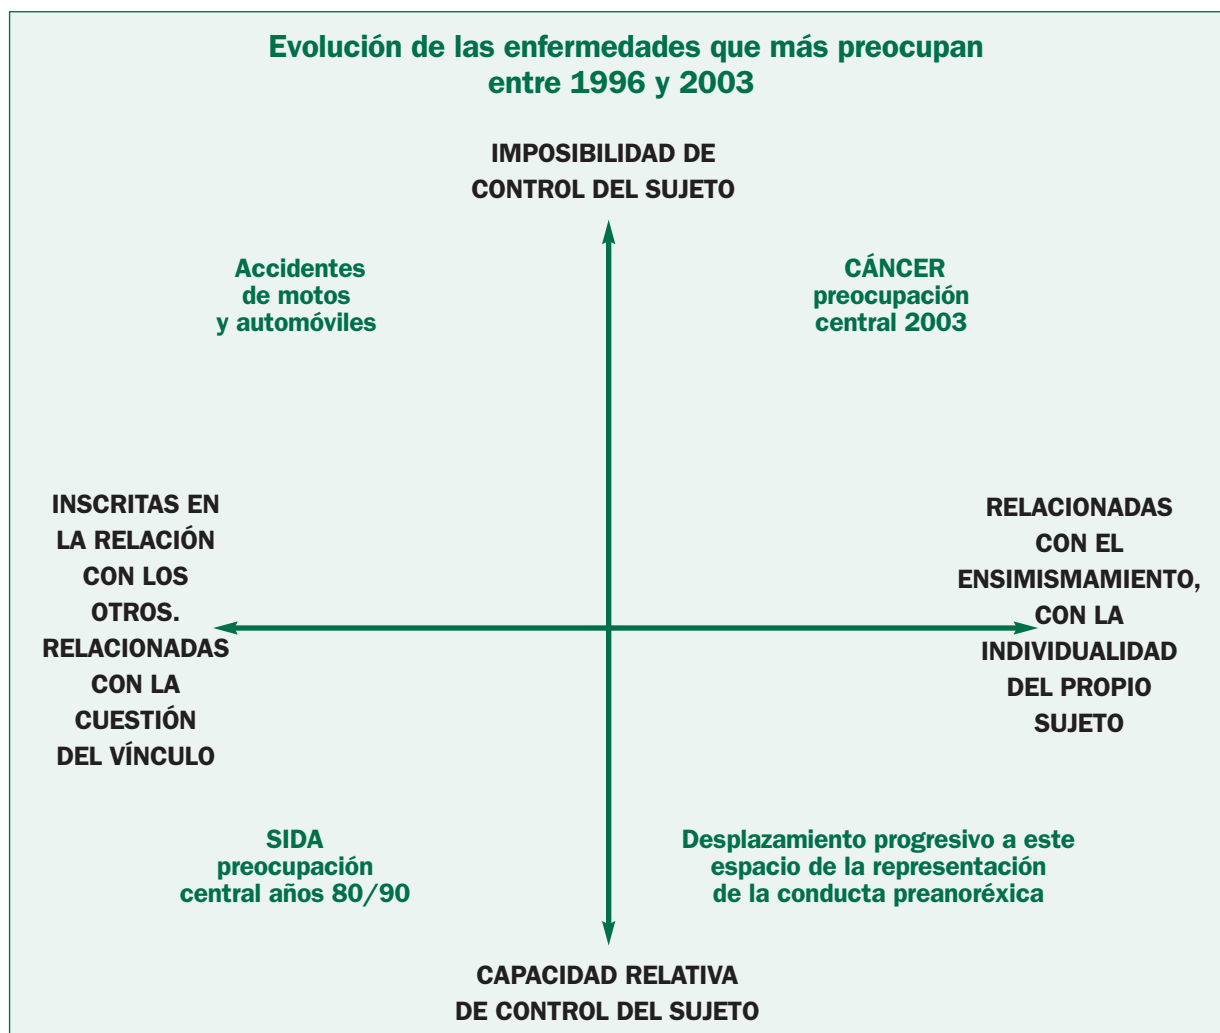 Evolución de las enfermedades que más preocupan
entre 1996 y 2003
IMPOSIBILIDAD DE
CONTROL DEL SUJETO
Accidentes
de motos
y automóviles
CÁNCER
preocupación
central 2003
INSCRITAS EN
LA RELACIÓN
CON LOS
OTROS.
RELACIONADAS
CON LA
CUESTIÓN
DEL VÍNCULO
RELACIONADAS
CON EL
ENSIMISMAMIENTO,
CON LA
INDIVIDUALIDAD
DEL PROPIO
SUJETO
SIDA
preocupación
central años 80/90
Desplazamiento progresivo a este
espacio de la representación
de la conducta preanoréxica
CAPACIDAD RELATIVA
DE CONTROL DEL SUJETO